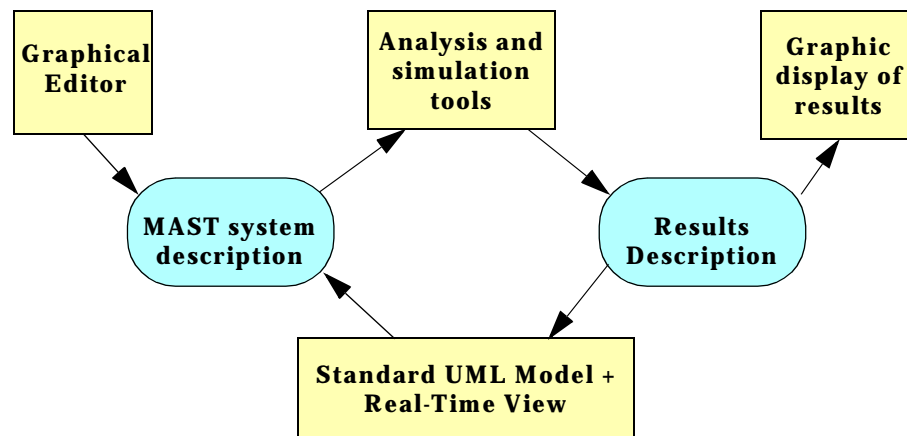 Graphical
Editor
Analysis and
simulation
tools
Graphic
display of
results
MAST system
description
Results
Description
Standard UML Model +
Real-Time View